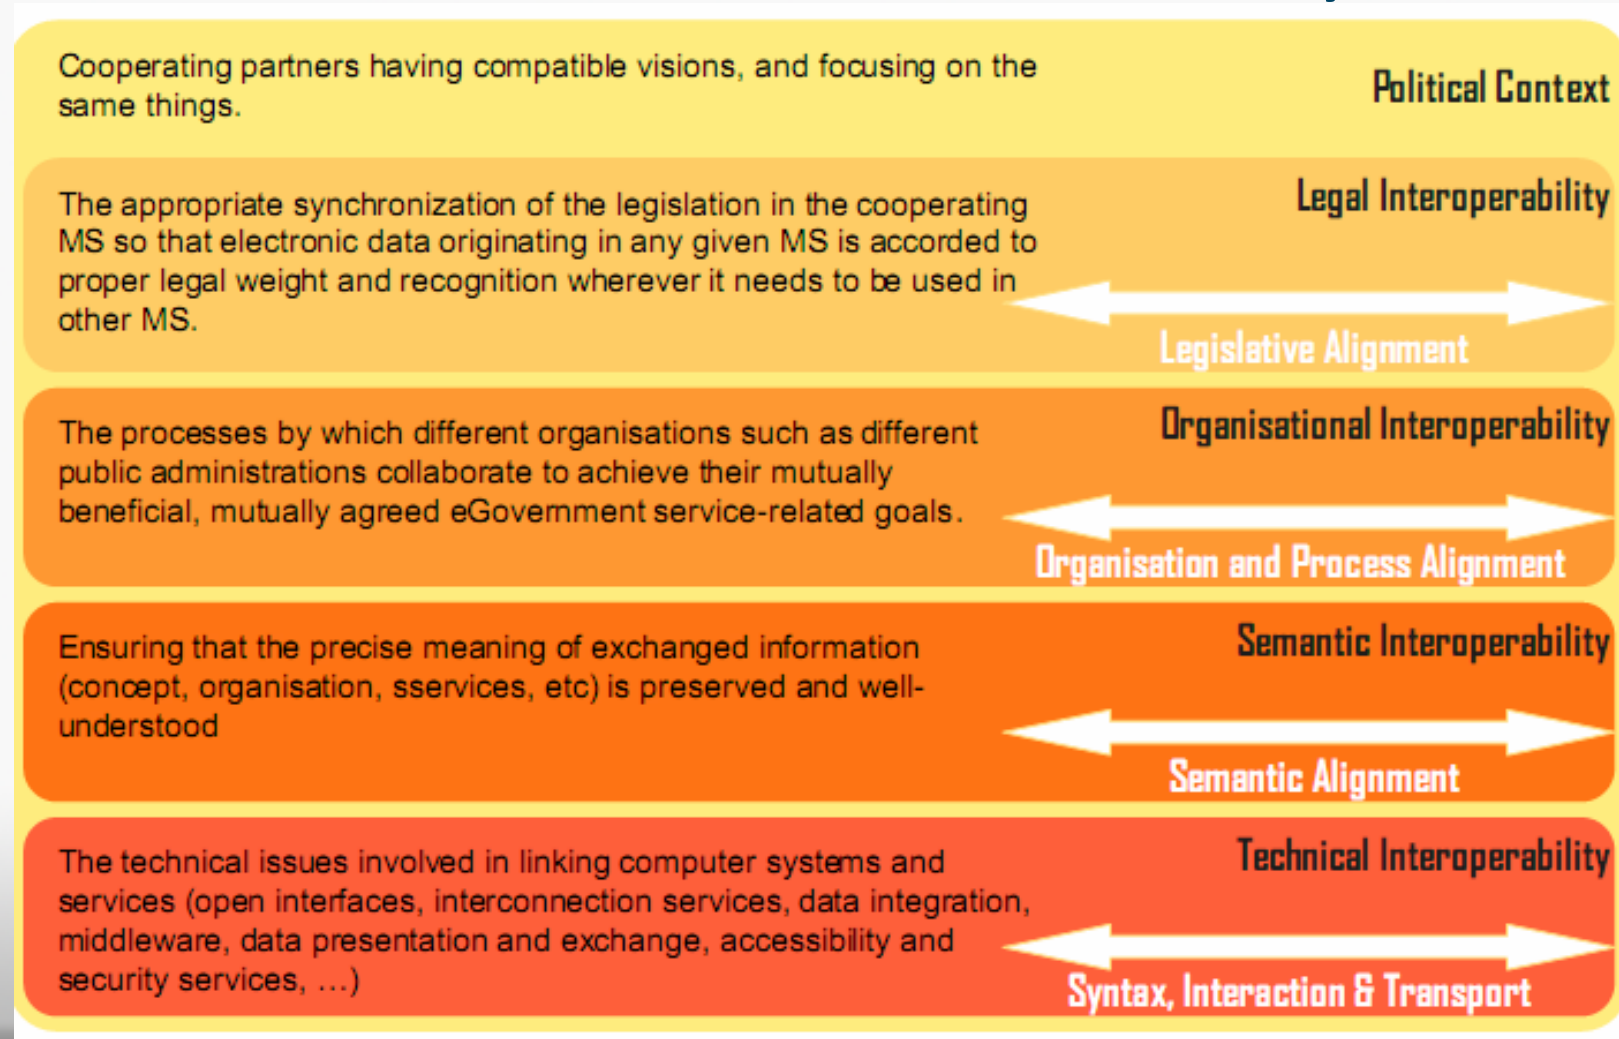 Cooperating partners having compatible visions, and focusing on the
same things.
Political Context
The appropriate synchronization of the legislation in the cooperating
MS so that electronic data originating in any given MS is accorded to
proper legal weight and recognition wherever it needs to be used in
other MS.
Legal Interoperability
Legislative Alignment
The processes by which different organisations such as different
public administrations collaborate to achieve their mutually
beneficial, mutually agreed eGovernment service-related goals.
Organisational Interoperability
Organisation and Process Alignment
Ensuring that the precise meaning of exchanged information
(concept, organisation, sservices, etc) is preserved and well-
understood
Semantic Interoperability
Semantic Alignment
The technical issues involved in linking computer systems and
services (open interfaces, interconnection services, data integration,
middleware, data presentation and exchange, accessibility and
security services, ...)
Technical Interoperability
Syntax, Interaction & Transport